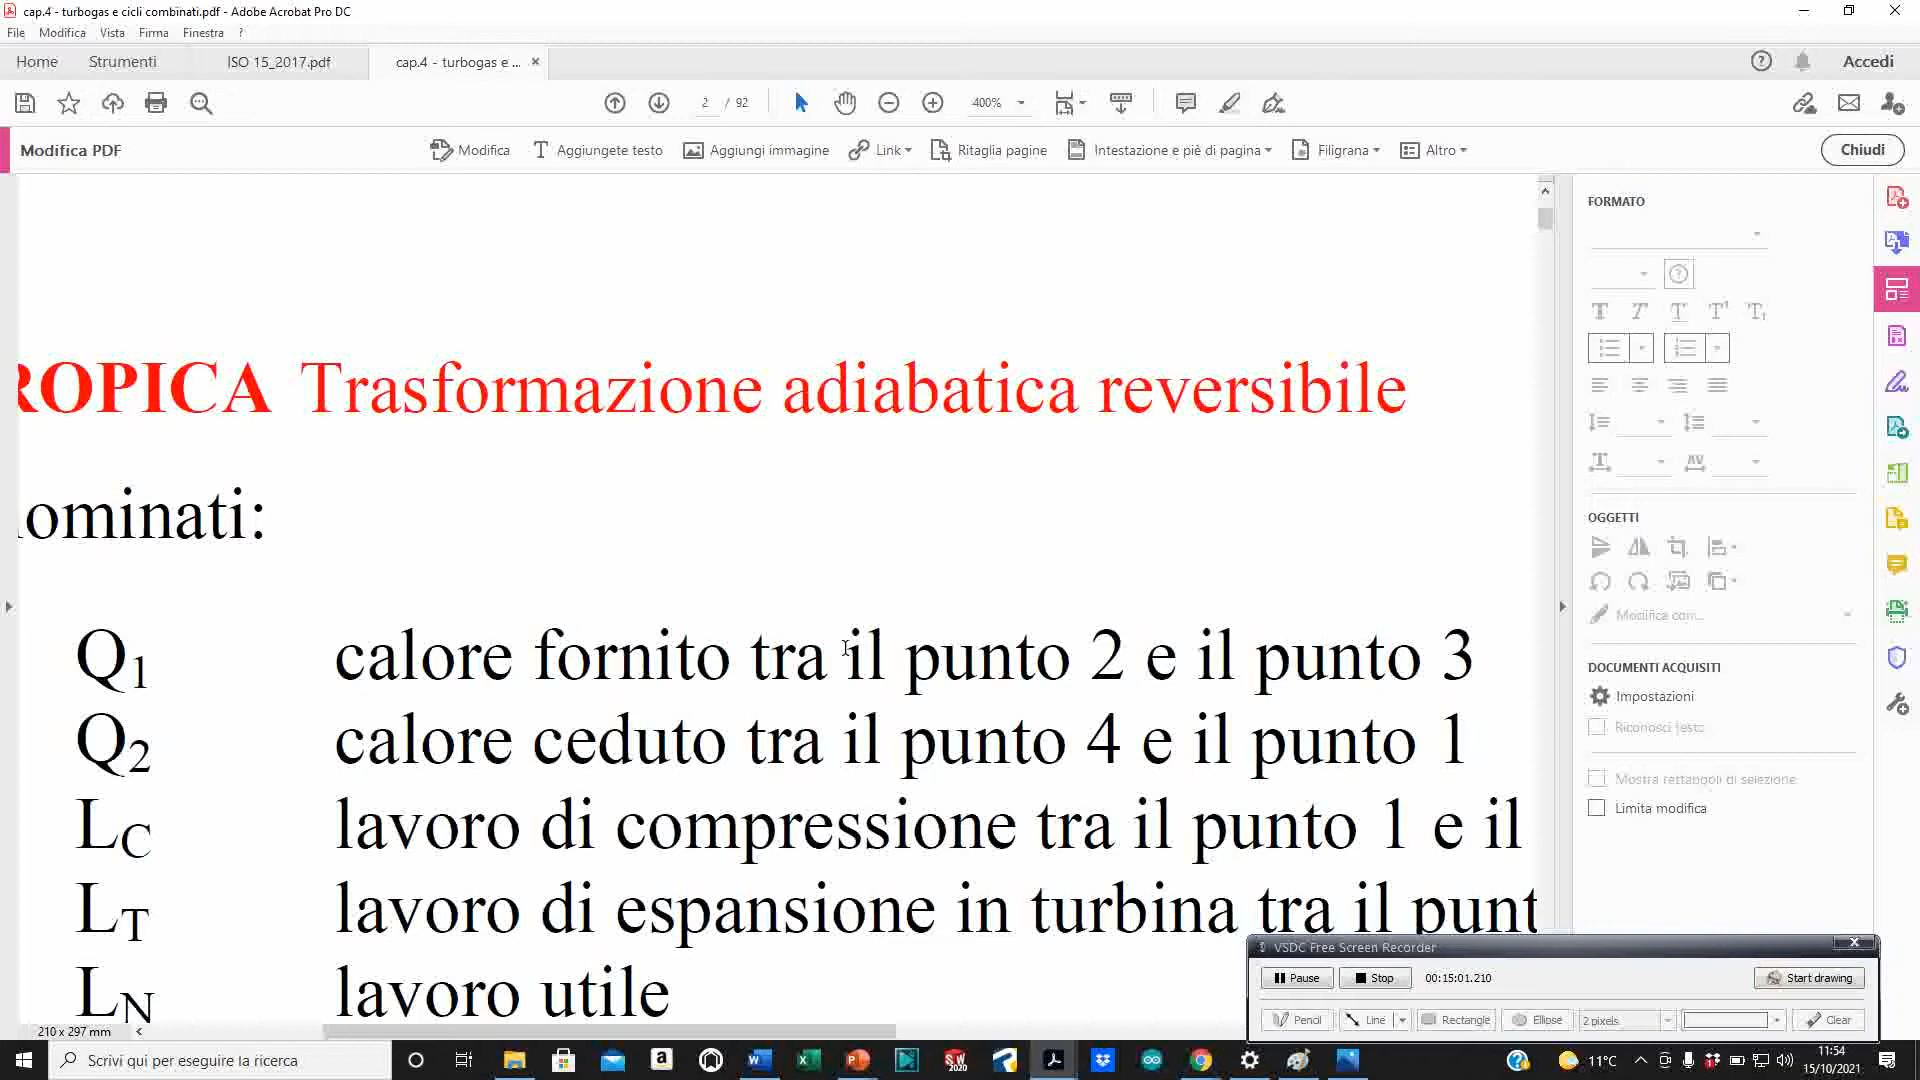 cap.4 - turbogas e cicli combinati.pdf - Adobe Acrobat Pro DC
File Modifica Vista Firma Finestra ?
Home Strumenti ISO 15_2017.pdf cap.4 - turbogas e ... × Accedi
2 / 92 400%
Modifica PDF Modifica Aggiungete testo Aggiungi immagine Link Ritaglia pagine Intestazione e piè di pagina Filigrana Altro Chiudi
ROPICA Trasformazione adiabatica reversibile
ominati:
Q1 calore fornito tra il punto 2 e il punto 3
Q2 calore ceduto tra il punto 4 e il punto 1
LC lavoro di compressione tra il punto 1 e il
LT lavoro di espansione in turbina tra il punt
LN lavoro utile
210 x 297 mm
FORMATO
OGGETTI
Modifica con...
DOCUMENTI ACQUISITI
Impostazioni
Riconosci testo
Mostra rettangoli di selezione
Limita modifica
VSDC Free Screen Recorder
Pause Stop 00:15:01.210 Start drawing
Pencil Line Rectangle Ellipse 2 pixels Clear
Scrivi qui per eseguire la ricerca
11°C
11:54
15/10/2021